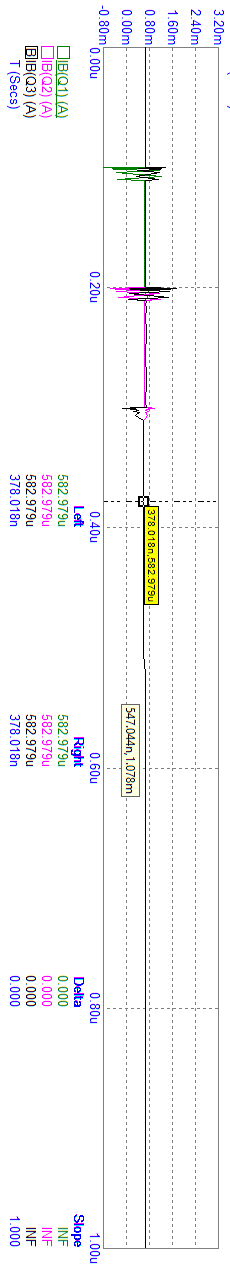 3.20m
2.40m
1.60m
0.80m
0.00m
-0.80m
0.00u 0.20u 0.40u 0.60u 0.80u 1.00u
378.018n,582.979u
547.044n,1.078m
Left Right Delta Slope
IB(Q1) (A) 582.979u 582.979u 0.000 INF
IB(Q2) (A) 582.979u 582.979u 0.000 INF
B IB(Q3) (A) 582.979u 582.979u 0.000 INF
T (Secs) 378.018n 378.018n 0.000 1.000